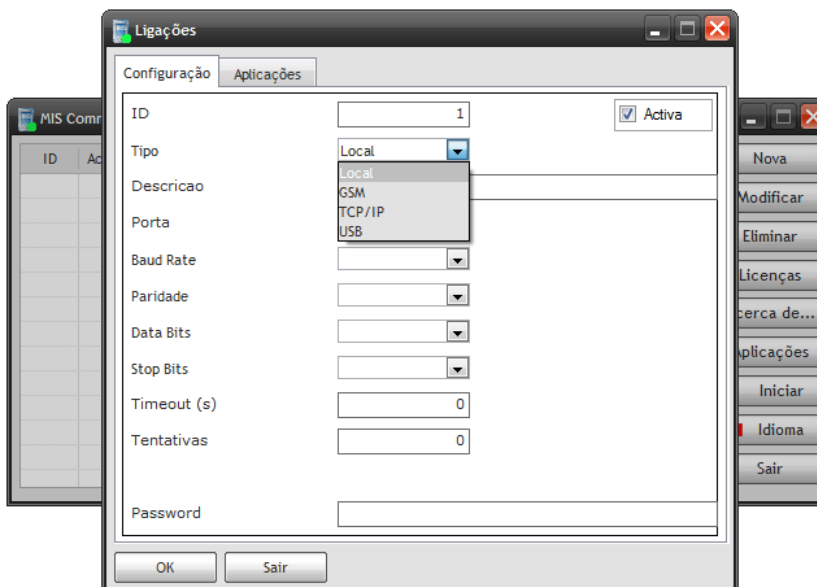 Ligações
Configuração Aplicações
MIS Comm
ID
ID 1 Activa
Tipo Local
Local
GSM
TCP/IP
USB
Descricao
Porta
Baud Rate
Paridade
Data Bits
Stop Bits
Timeout (s) 0
Tentativas 0
Password
OK Sair
Nova
Modificar
Eliminar
Licenças
cerca de...
plicações
Iniciar
Idioma
Sair